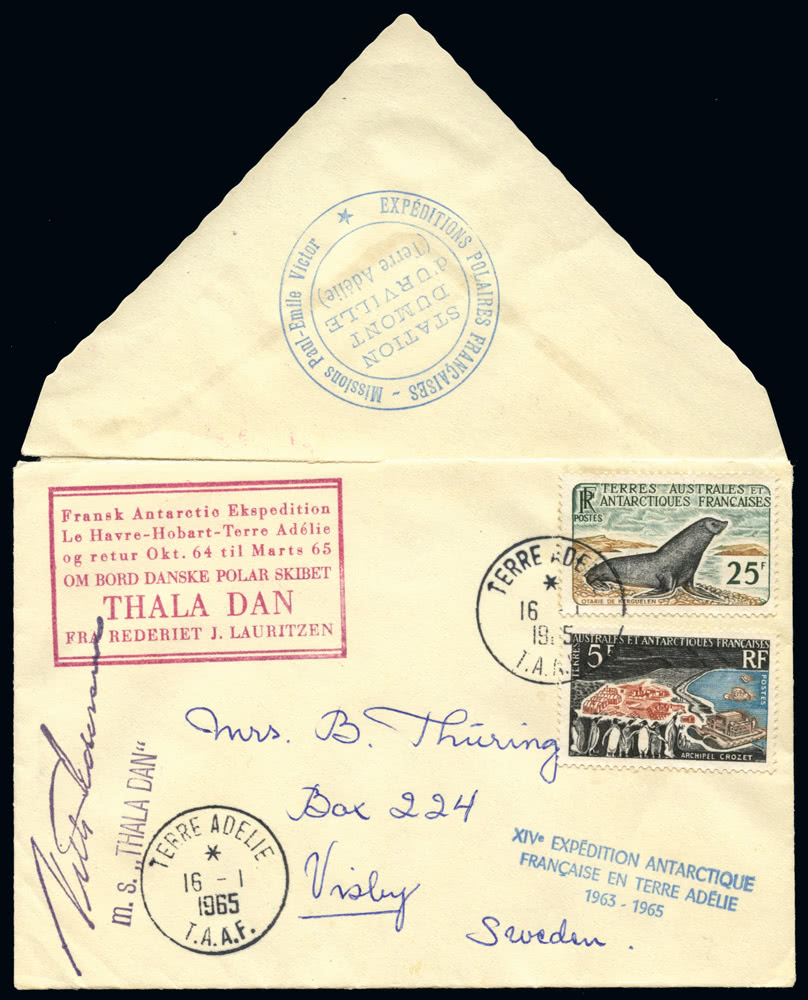 EXPÉDITIONS POLAIRES FRANÇAISES - Missions Paul-Emile Victor
STATION
DUMONT
d'URVILLE
(Terre Adélie)
Fransk Antarctic Ekspedition
Le Havre-Hobart-Terre Adélie
og retur Okt. 64 til Marts 65
OM BORD DANSKE POLAR SKIBET
THALA DAN
FRA REDERIET J. LAURITZEN
RF
POSTES
TERRES AUSTRALES ET
ANTARCTIQUES FRANÇAISES
25F
OTARIE DE KERGUELEN
TERRE ADELIE
16 - 1
1965
T.A.A.F.
TERRES AUSTRALES ET ANTARCTIQUES FRANÇAISES
5F
RF
POSTES
ARCHIPEL CROZET
Mrs. B. Thüring
Box 224
Visby
Sweden.
m. s. „THALA DAN“
TERRE ADELIE
16 - 1
1965
T.A.A.F.
XIVe EXPÉDITION ANTARCTIQUE
FRANÇAISE EN TERRE ADÉLIE
1963 - 1965